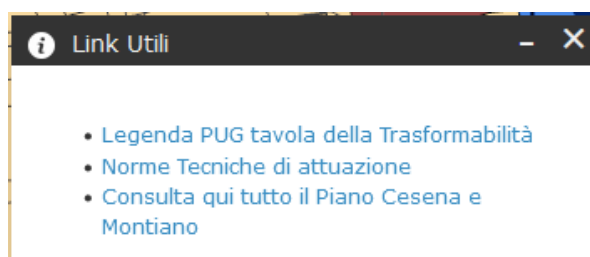 Link Utili
Legenda PUG tavola della Trasformabilità
Norme Tecniche di attuazione
Consulta qui tutto il Piano Cesena e
Montiano